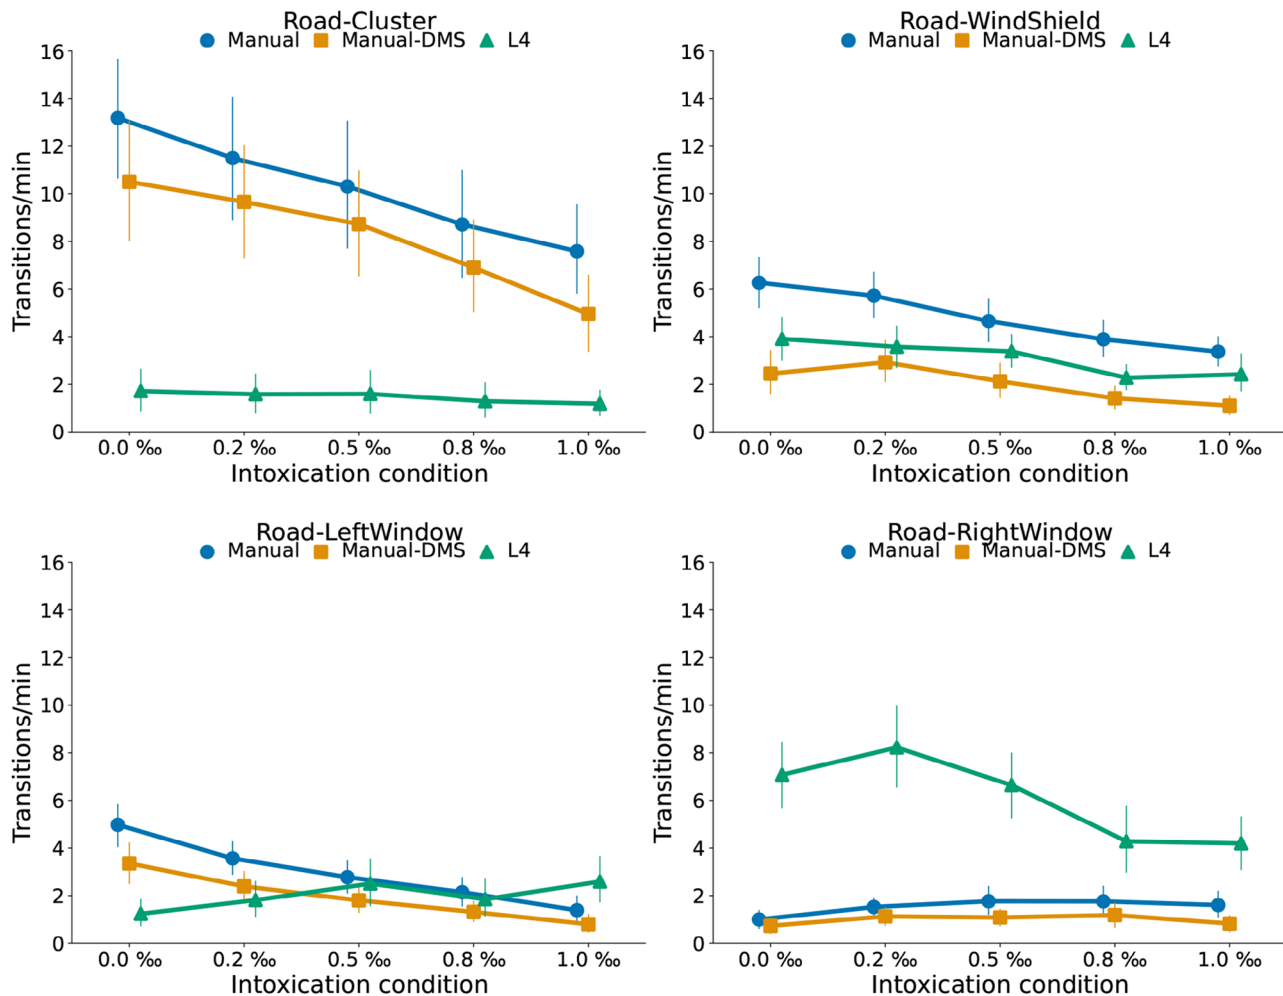 Road-Cluster
Manual Manual-DMS L4
Transitions/min
16
14
12
10
8
6
4
2
0
0.0 ‰ 0.2 ‰ 0.5 ‰ 0.8 ‰ 1.0 ‰
Intoxication condition
Road-WindShield
Manual Manual-DMS L4
Transitions/min
16
14
12
10
8
6
4
2
0
0.0 ‰ 0.2 ‰ 0.5 ‰ 0.8 ‰ 1.0 ‰
Intoxication condition
Road-LeftWindow
Manual Manual-DMS L4
Transitions/min
16
14
12
10
8
6
4
2
0
0.0 ‰ 0.2 ‰ 0.5 ‰ 0.8 ‰ 1.0 ‰
Intoxication condition
Road-RightWindow
Manual Manual-DMS L4
Transitions/min
16
14
12
10
8
6
4
2
0
0.0 ‰ 0.2 ‰ 0.5 ‰ 0.8 ‰ 1.0 ‰
Intoxication condition